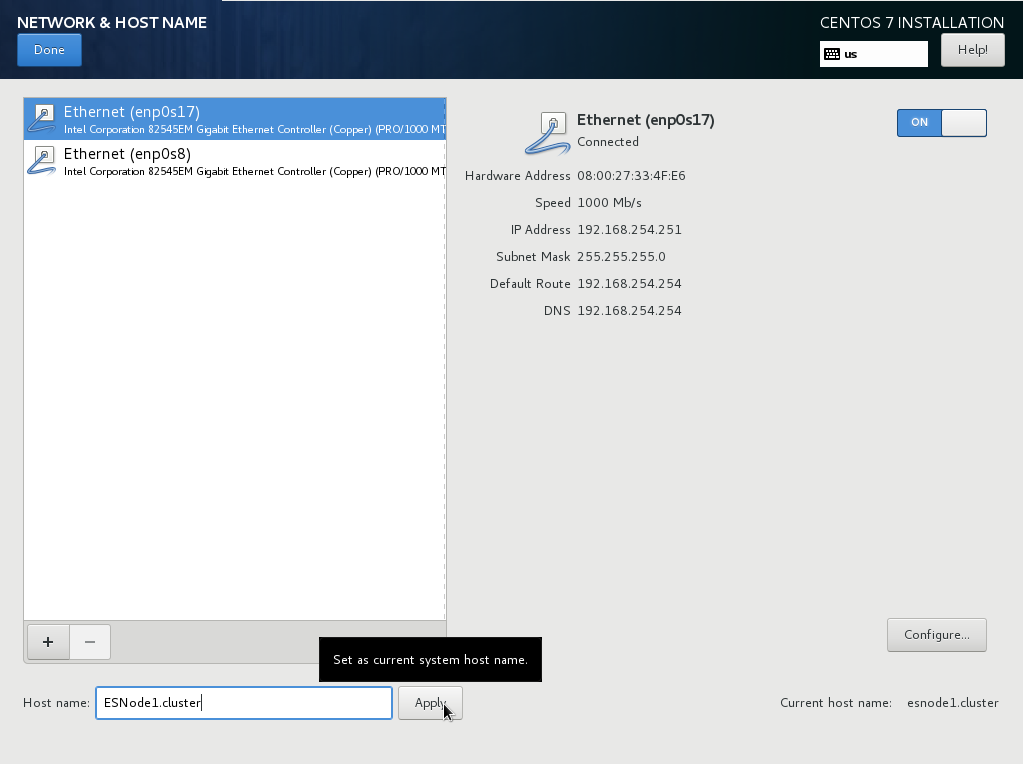 NETWORK & HOST NAME
CENTOS 7 INSTALLATION
Done
us
Help!
Ethernet (enp0s17)
Intel Corporation 82545EM Gigabit Ethernet Controller (Copper) (PRO/1000 MT
Ethernet (enp0s8)
Intel Corporation 82545EM Gigabit Ethernet Controller (Copper) (PRO/1000 MT
Ethernet (enp0s17)
Connected
ON
Hardware Address 08:00:27:33:4F:E6
Speed 1000 Mb/s
IP Address 192.168.254.251
Subnet Mask 255.255.255.0
Default Route 192.168.254.254
DNS 192.168.254.254
+ −
Configure...
Set as current system host name.
Host name: ESNode1.cluster Apply
Current host name: esnode1.cluster